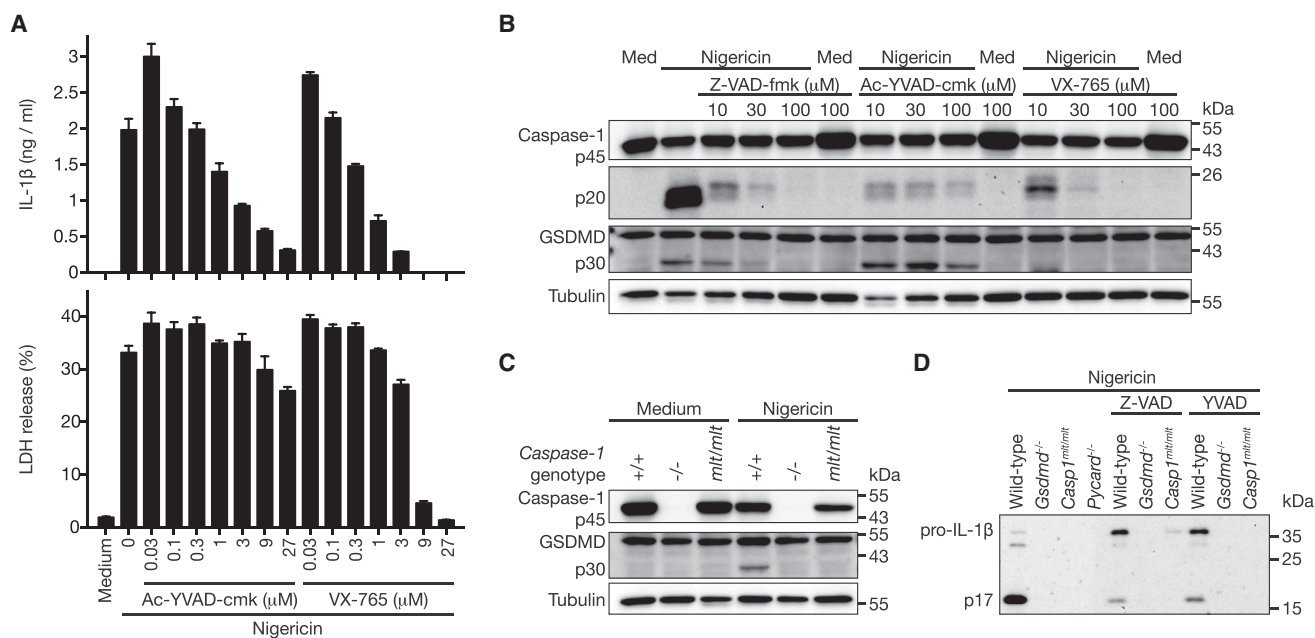 A
IL-1β (ng / ml)
3
2.5
2
1.5
1
0.5
0
LDH release (%)
40
30
20
10
0
Medium 0 0.03 0.1 0.3 1 3 9 27 0.03 0.1 0.3 1 3 9 27
Ac-YVAD-cmk (μM) VX-765 (μM)
Nigericin
B
Med Nigericin Med Nigericin Med Nigericin Med
Z-VAD-fmk (μM) Ac-YVAD-cmk (μM) VX-765 (μM)
10 30 100 100 10 30 100 100 10 30 100 100 kDa
Caspase-1 55
p45 43
26
p20
GSDMD 55
43
p30
Tubulin 55
C
Medium Nigericin
Caspase-1
genotype +/+ -/- mlt/mlt +/+ -/- mlt/mlt kDa
Caspase-1 55
p45 43
GSDMD 55
43
p30
Tubulin 55
D
Nigericin
Z-VAD YVAD
Wild-type Gsdmd-/- Casp1mlt/mlt Pycard-/- Wild-type Gsdmd-/- Casp1mlt/mlt Wild-type Gsdmd-/- Casp1mlt/mlt kDa
pro-IL-1β 35
25
p17 15